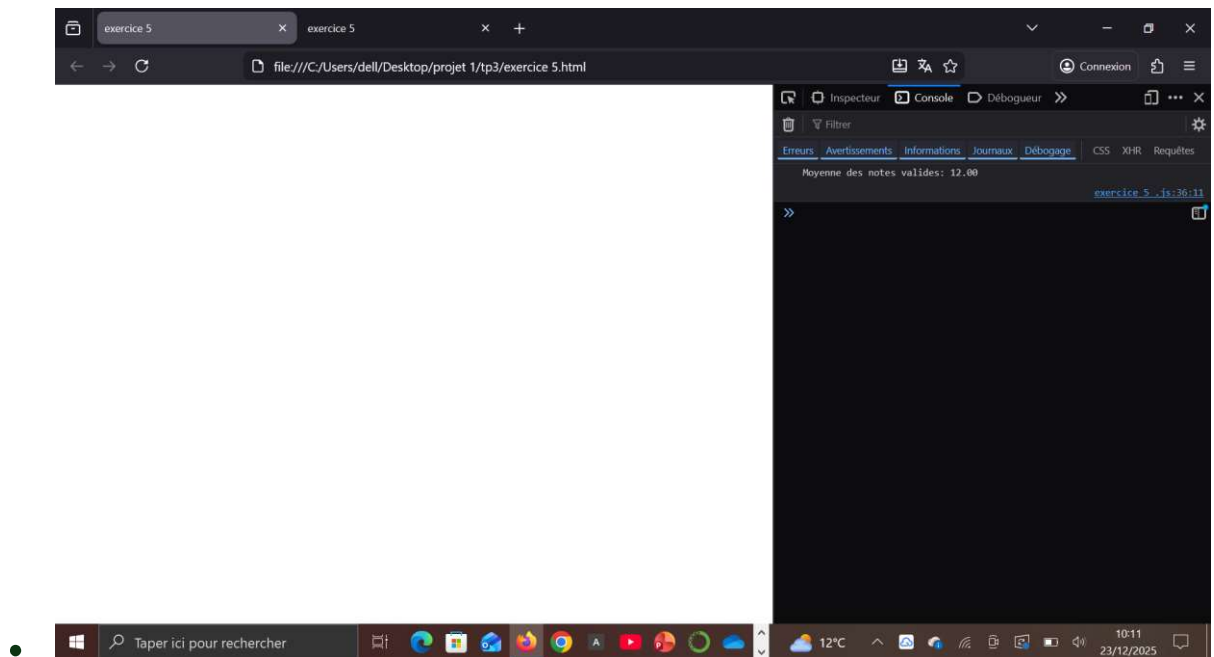 exercice 5
exercice 5
file:///C:/Users/dell/Desktop/projet 1/tp3/exercice 5.html
Connexion
Inspecteur Console Débogueur
Filtrer
Erreurs Avertissements Informations Journaux Débogage CSS XHR Requêtes
Moyenne des notes valides: 12.00
exercice 5 .js:36:11
Taper ici pour rechercher
12°C
10:11
23/12/2025